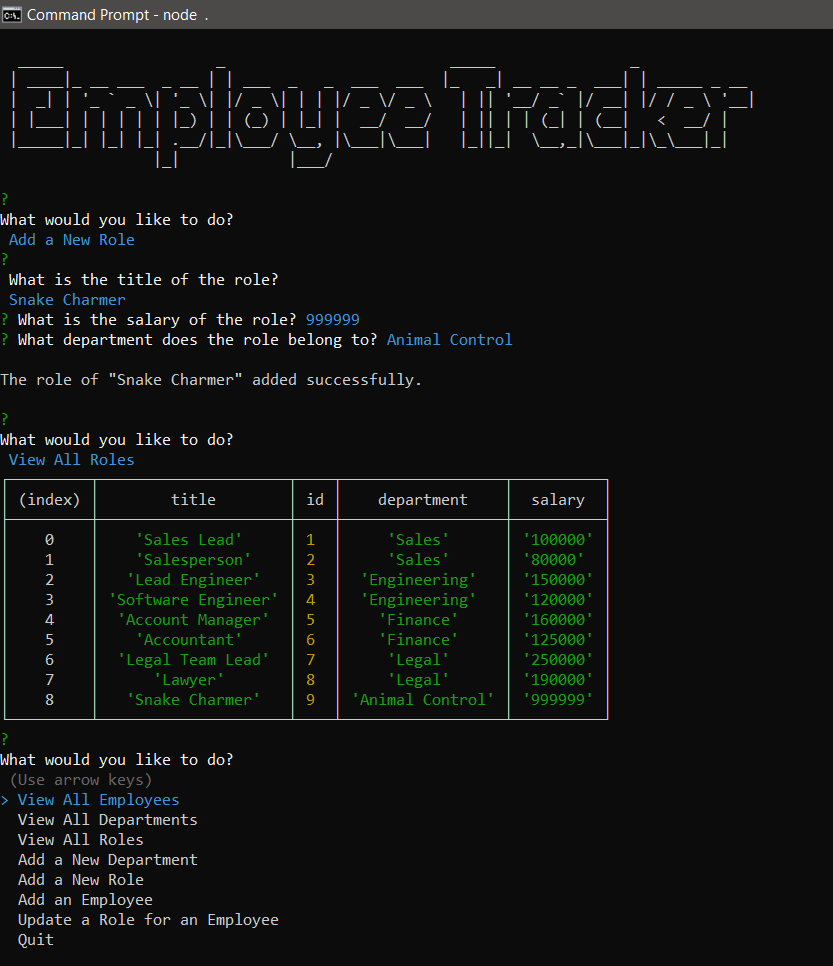 Command Prompt - node .
Employee Tracker
?
What would you like to do?
Add a New Role
?
What is the title of the role?
Snake Charmer
? What is the salary of the role? 999999
? What department does the role belong to? Animal Control
The role of "Snake Charmer" added successfully.
?
What would you like to do?
View All Roles
(index) title id department salary
0 'Sales Lead' 1 'Sales' '100000'
1 'Salesperson' 2 'Sales' '80000'
2 'Lead Engineer' 3 'Engineering' '150000'
3 'Software Engineer' 4 'Engineering' '120000'
4 'Account Manager' 5 'Finance' '160000'
5 'Accountant' 6 'Finance' '125000'
6 'Legal Team Lead' 7 'Legal' '250000'
7 'Lawyer' 8 'Legal' '190000'
8 'Snake Charmer' 9 'Animal Control' '999999'
?
What would you like to do?
(Use arrow keys)
> View All Employees
View All Departments
View All Roles
Add a New Department
Add a New Role
Add an Employee
Update a Role for an Employee
Quit